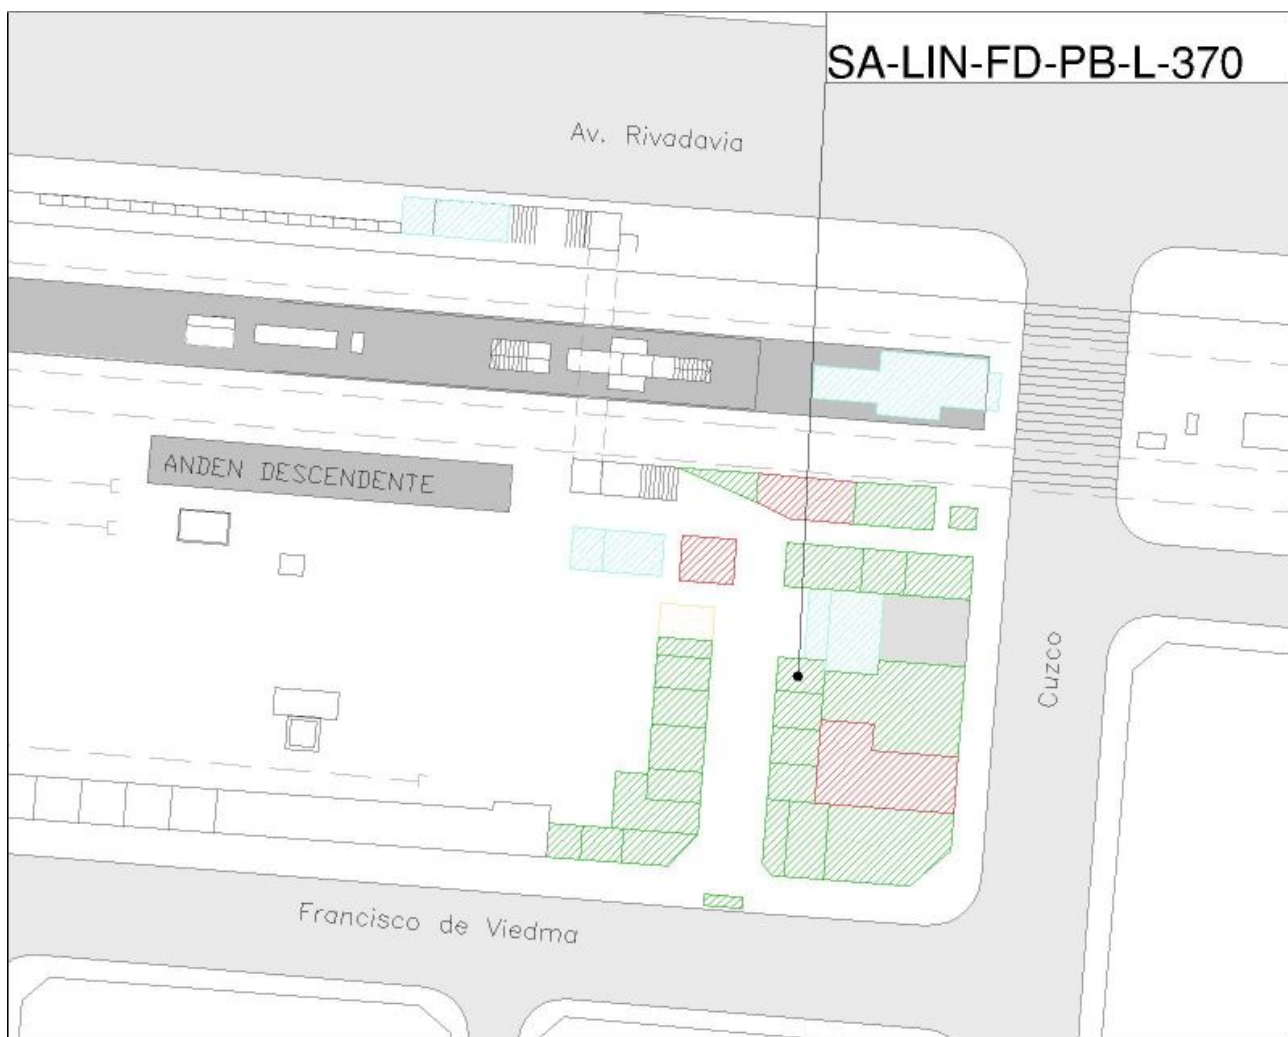 SA-LIN-FD-PB-L-370
Av. Rivadavia
ANDEN DESCENDENTE
Cuzco
Francisco de Viedma